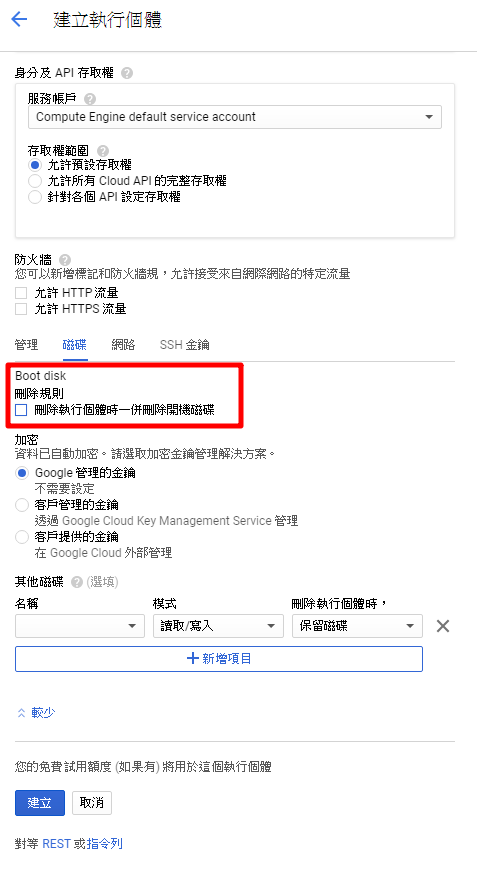 建立執行個體
身分及 API 存取權
服務帳戶
Compute Engine default service account
存取權範圍
允許預設存取權
允許所有 Cloud API 的完整存取權
針對各個 API 設定存取權
防火牆
您可以新增標記和防火牆規，允許接受來自網際網路的特定流量
允許 HTTP 流量
允許 HTTPS 流量
管理 磁碟 網路 SSH 金鑰
Boot disk
刪除規則
刪除執行個體時一併刪除開機磁碟
加密
資料已自動加密。請選取加密金鑰管理解決方案。
Google 管理的金鑰
不需要設定
客戶管理的金鑰
透過 Google Cloud Key Management Service 管理
客戶提供的金鑰
在 Google Cloud 外部管理
其他磁碟 (選填)
名稱 模式 刪除執行個體時，
讀取/寫入 保留磁碟
新增項目
較少
您的免費試用額度 (如果有) 將用於這個執行個體
建立 取消
對等 REST 或指令列